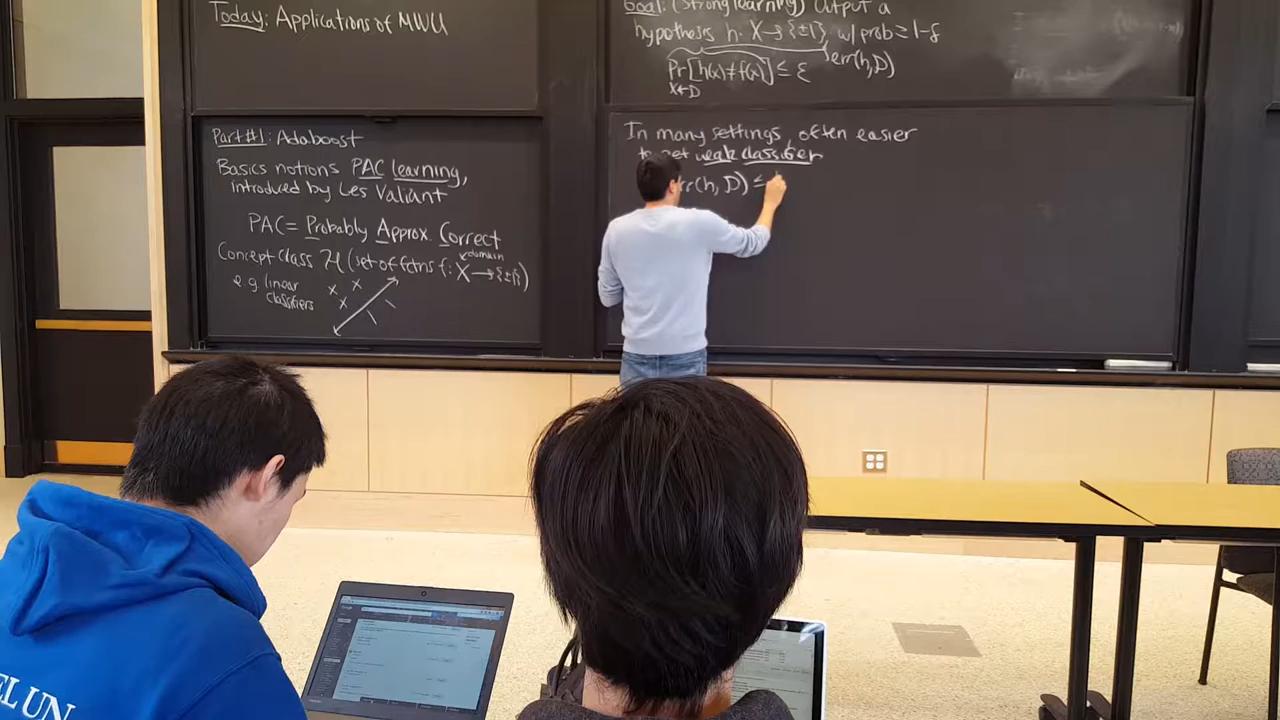 Today: Applications of MWU
Part #1: Adaboost
Basics notions PAC learning,
introduced by Les Valiant
PAC = Probably Approx. Correct
Concept class H (set of fctns f: X → {±1})
domain
e.g. linear
classifiers
Goal: (Strong learning) Output a
hypothesis h: X → {±1} w/ prob ≥ 1-δ
Pr[h(x)≠f(x)] ≤ ε
x←D
err(h,D)
In many settings, often easier
to get weak classifier
err(h, D) ≤
EL UN